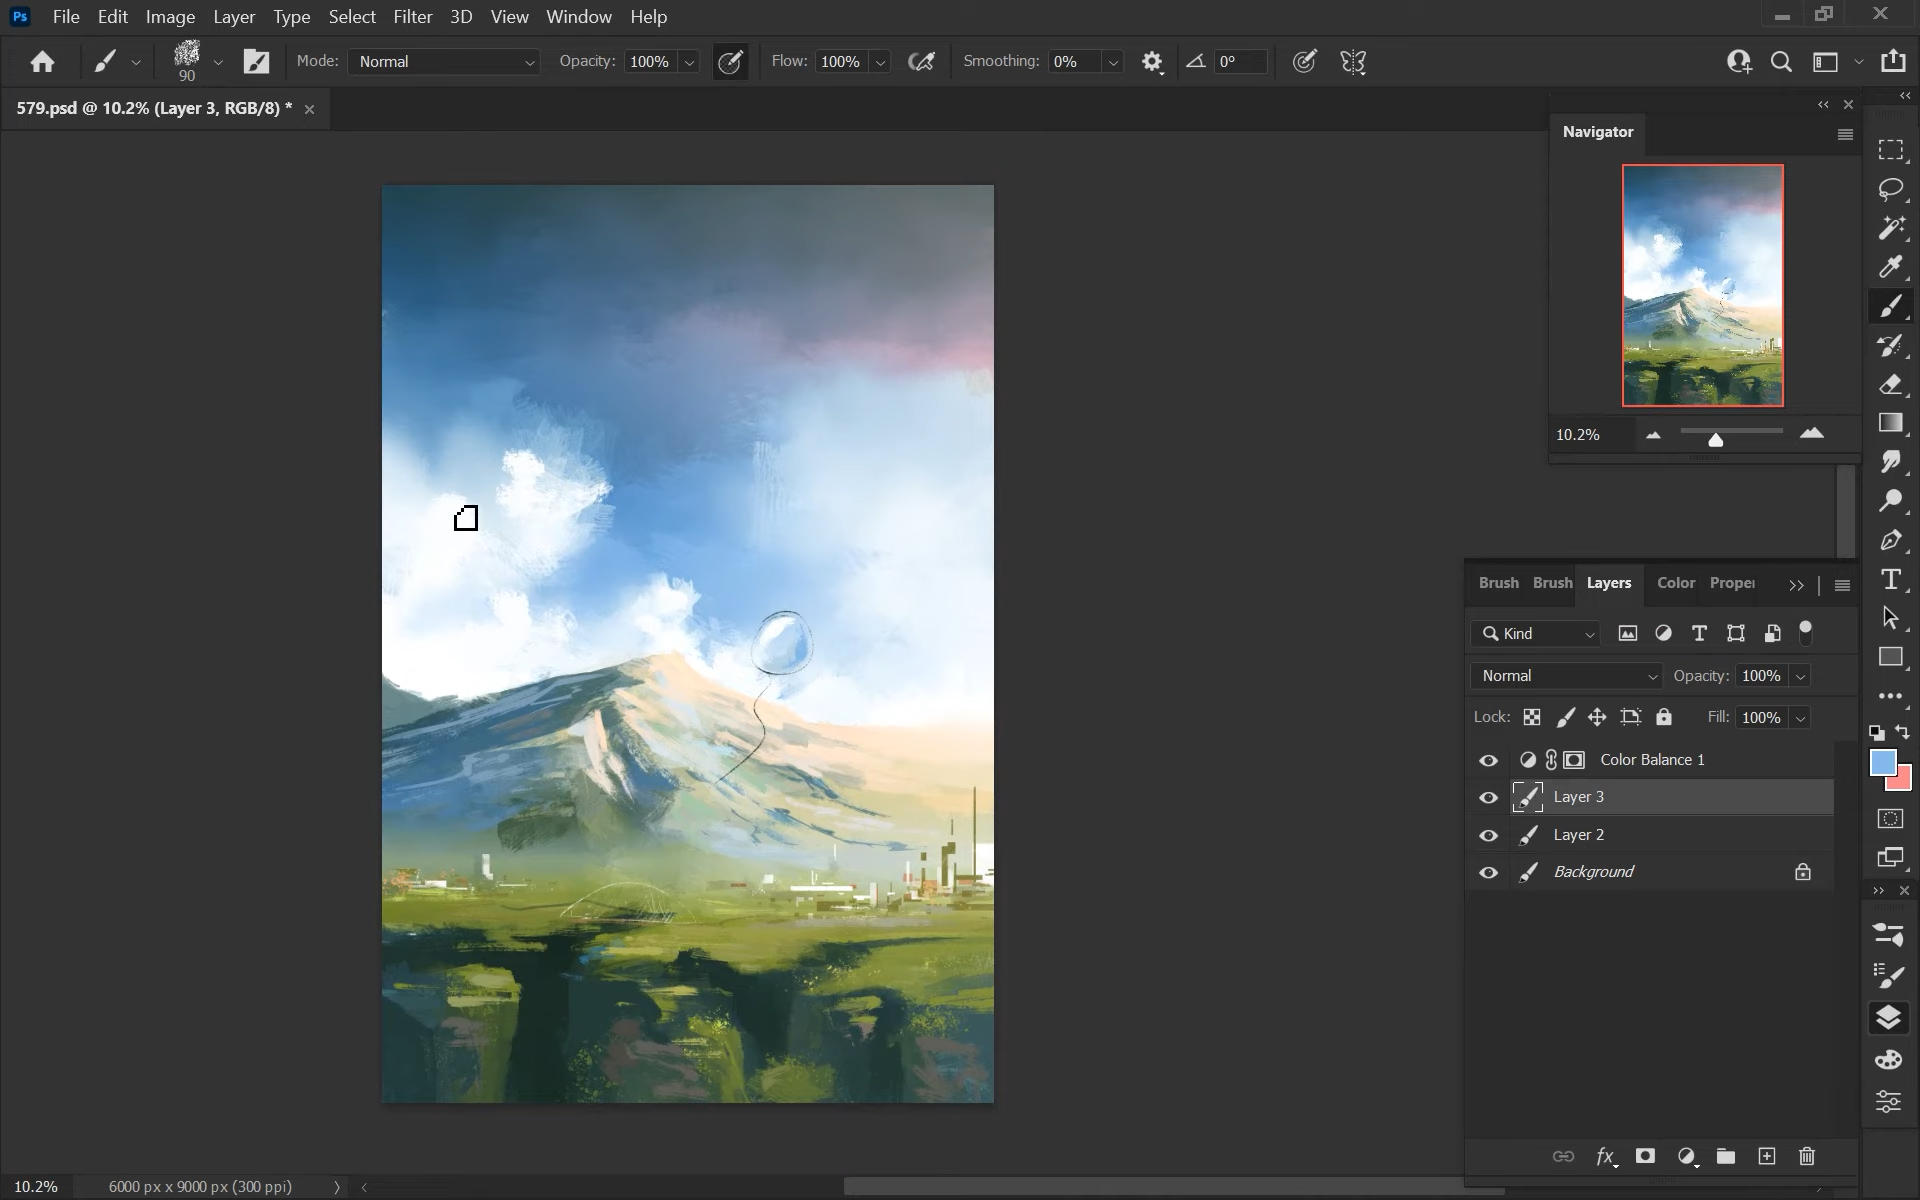 Ps File Edit Image Layer Type Select Filter 3D View Window Help
90 Mode: Normal Opacity: 100% Flow: 100% Smoothing: 0% 0°
579.psd @ 10.2% (Layer 3, RGB/8) *
Navigator
10.2%
Brush Brush Layers Color Proper
Kind
Normal Opacity: 100%
Lock: Fill: 100%
Color Balance 1
Layer 3
Layer 2
Background
fx
10.2% 6000 px x 9000 px (300 ppi)